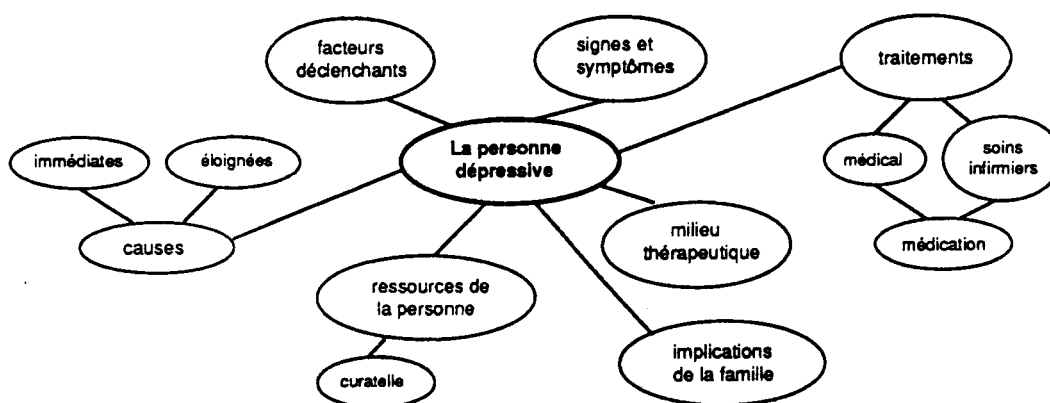 facteurs
déclenchants
signes et
symptômes
traitements
La personne
dépressive
immédiates
éloignées
médical
soins
infirmiers
causes
milieu
thérapeutique
médication
ressources de
la personne
curatelle
implications
de la famille